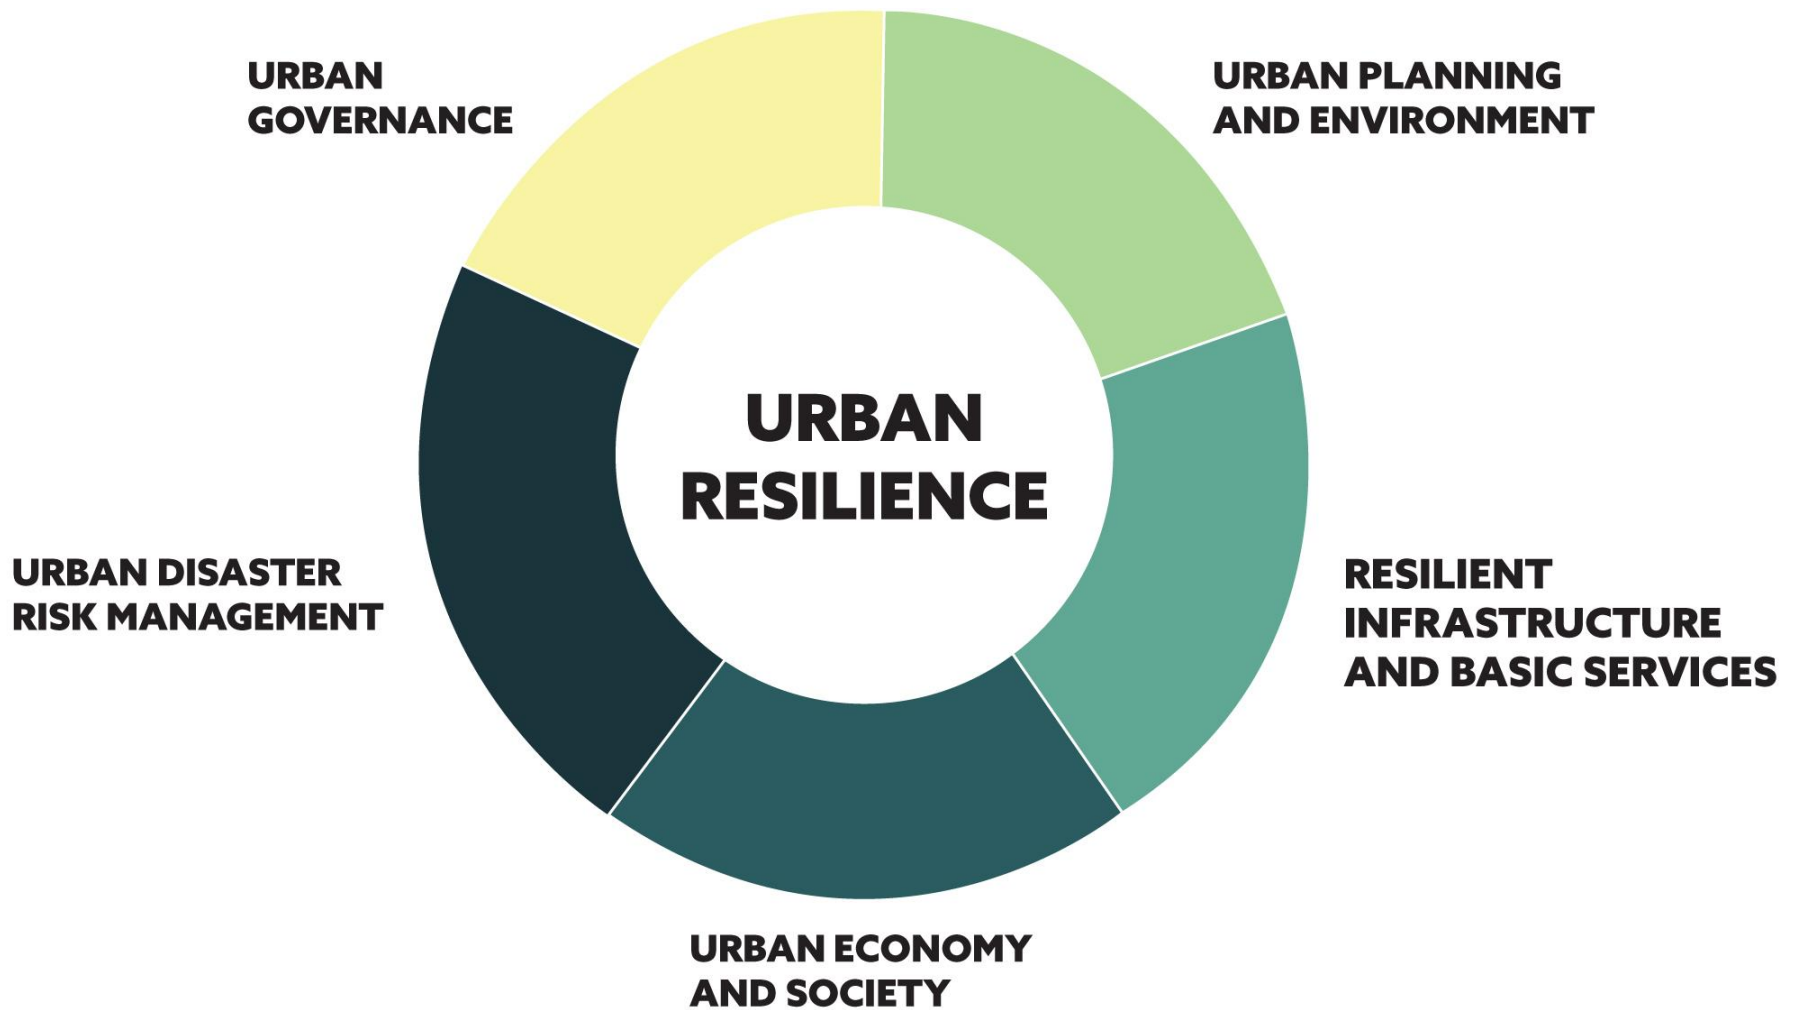 URBAN
GOVERNANCE
URBAN PLANNING
AND ENVIRONMENT
URBAN
RESILIENCE
URBAN DISASTER
RISK MANAGEMENT
RESILIENT
INFRASTRUCTURE
AND BASIC SERVICES
URBAN ECONOMY
AND SOCIETY